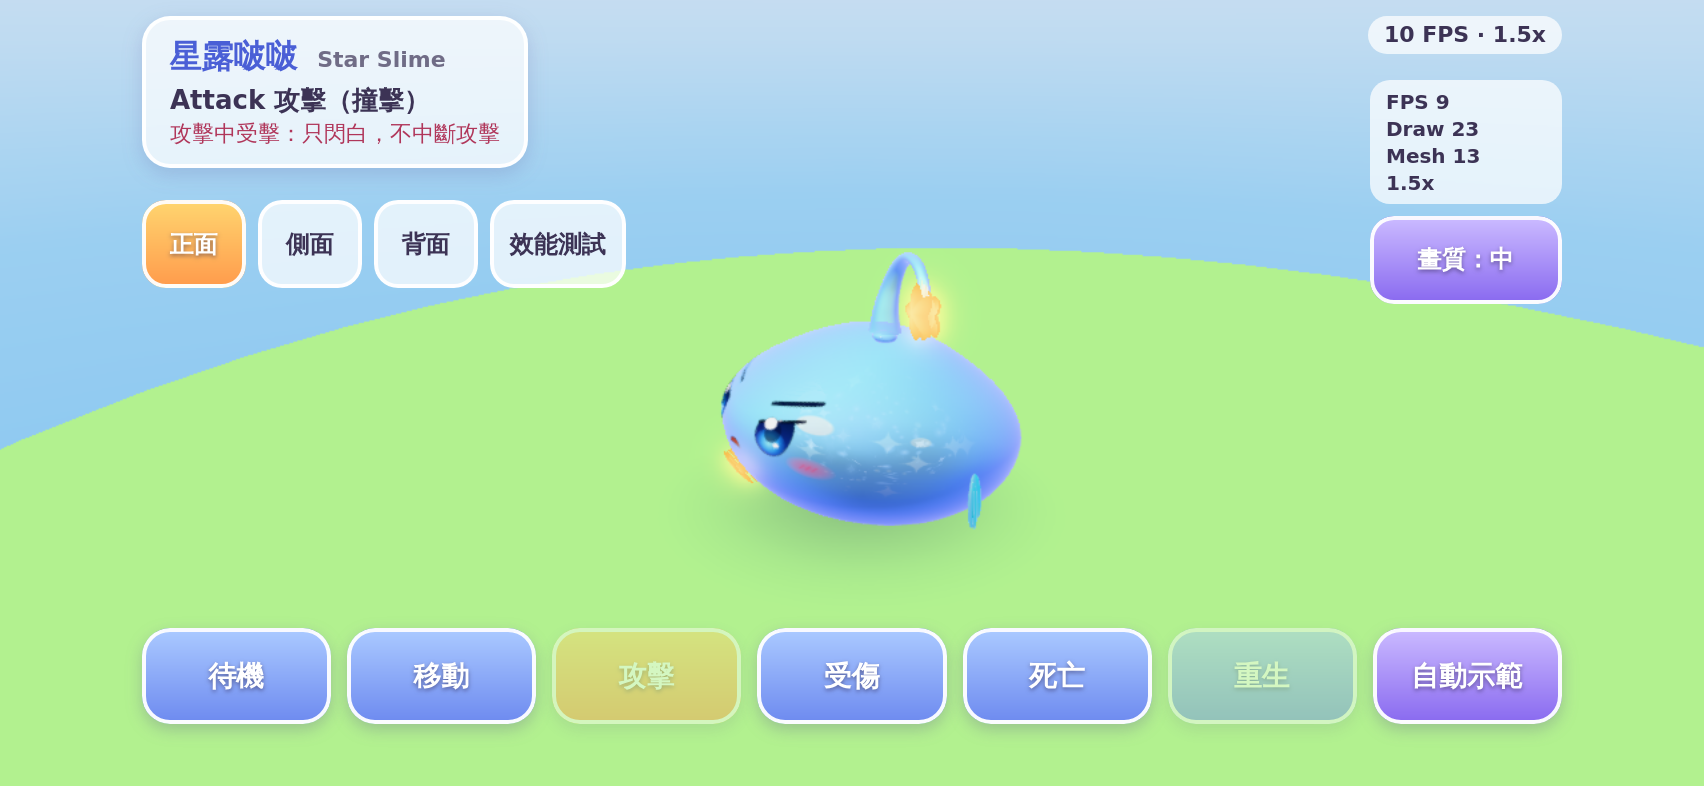 星露啵啵 Star Slime
Attack 攻擊（撞擊）
攻擊中受擊：只閃白，不中斷攻擊
10 FPS · 1.5x
FPS 9
Draw 23
Mesh 13
1.5x
正面 側面 背面 效能測試
畫質：中
待機 移動 攻擊 受傷 死亡 重生 自動示範